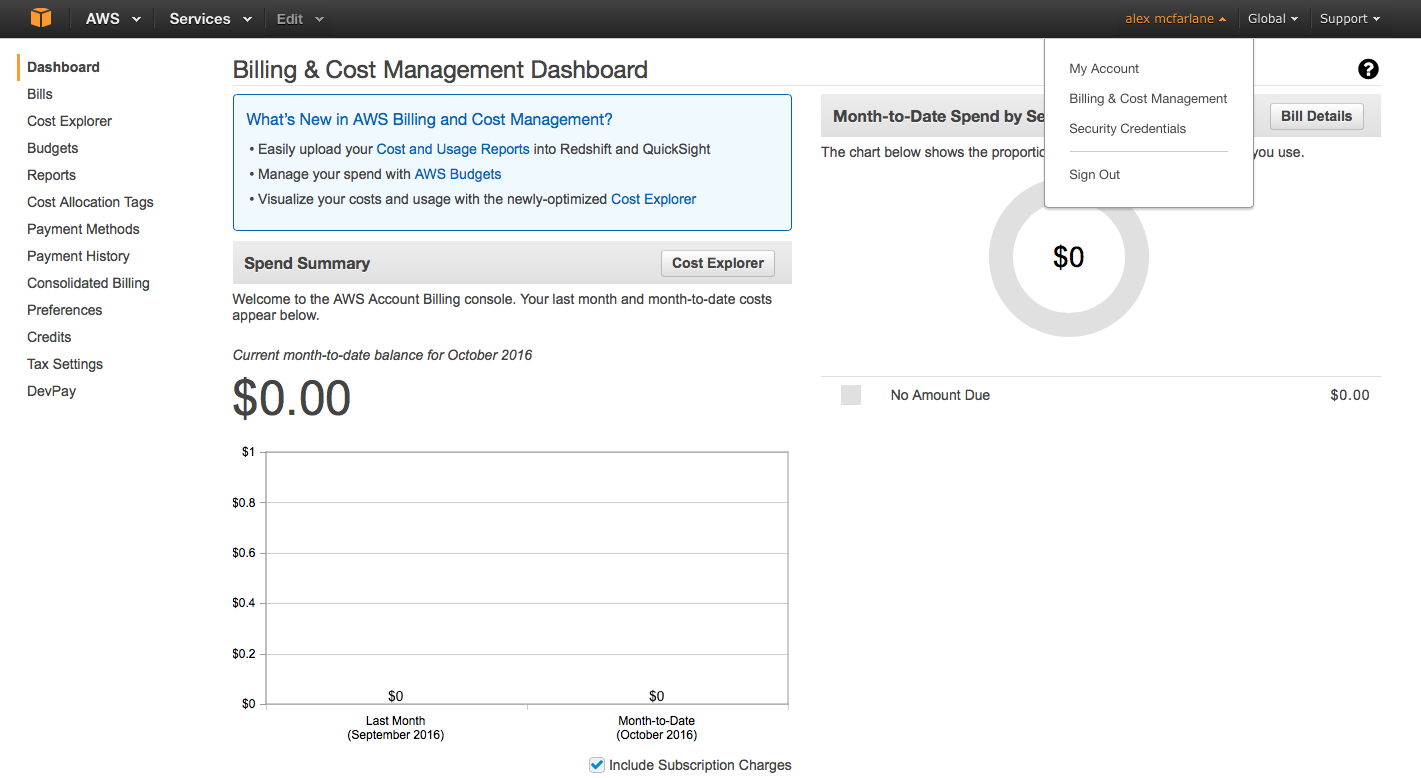 AWS Services Edit alex mcfarlane Global Support
Dashboard
Bills
Cost Explorer
Budgets
Reports
Cost Allocation Tags
Payment Methods
Payment History
Consolidated Billing
Preferences
Credits
Tax Settings
DevPay
Billing & Cost Management Dashboard
What's New in AWS Billing and Cost Management?
• Easily upload your Cost and Usage Reports into Redshift and QuickSight
• Manage your spend with AWS Budgets
• Visualize your costs and usage with the newly-optimized Cost Explorer
Spend Summary Cost Explorer
Welcome to the AWS Account Billing console. Your last month and month-to-date costs
appear below.
Current month-to-date balance for October 2016
$0.00
$1
$0.8
$0.6
$0.4
$0.2
$0
$0 $0
Last Month Month-to-Date
(September 2016) (October 2016)
Include Subscription Charges
My Account
Billing & Cost Management
Security Credentials
Sign Out
?
Month-to-Date Spend by Se Bill Details
The chart below shows the proportio you use.
$0
No Amount Due $0.00